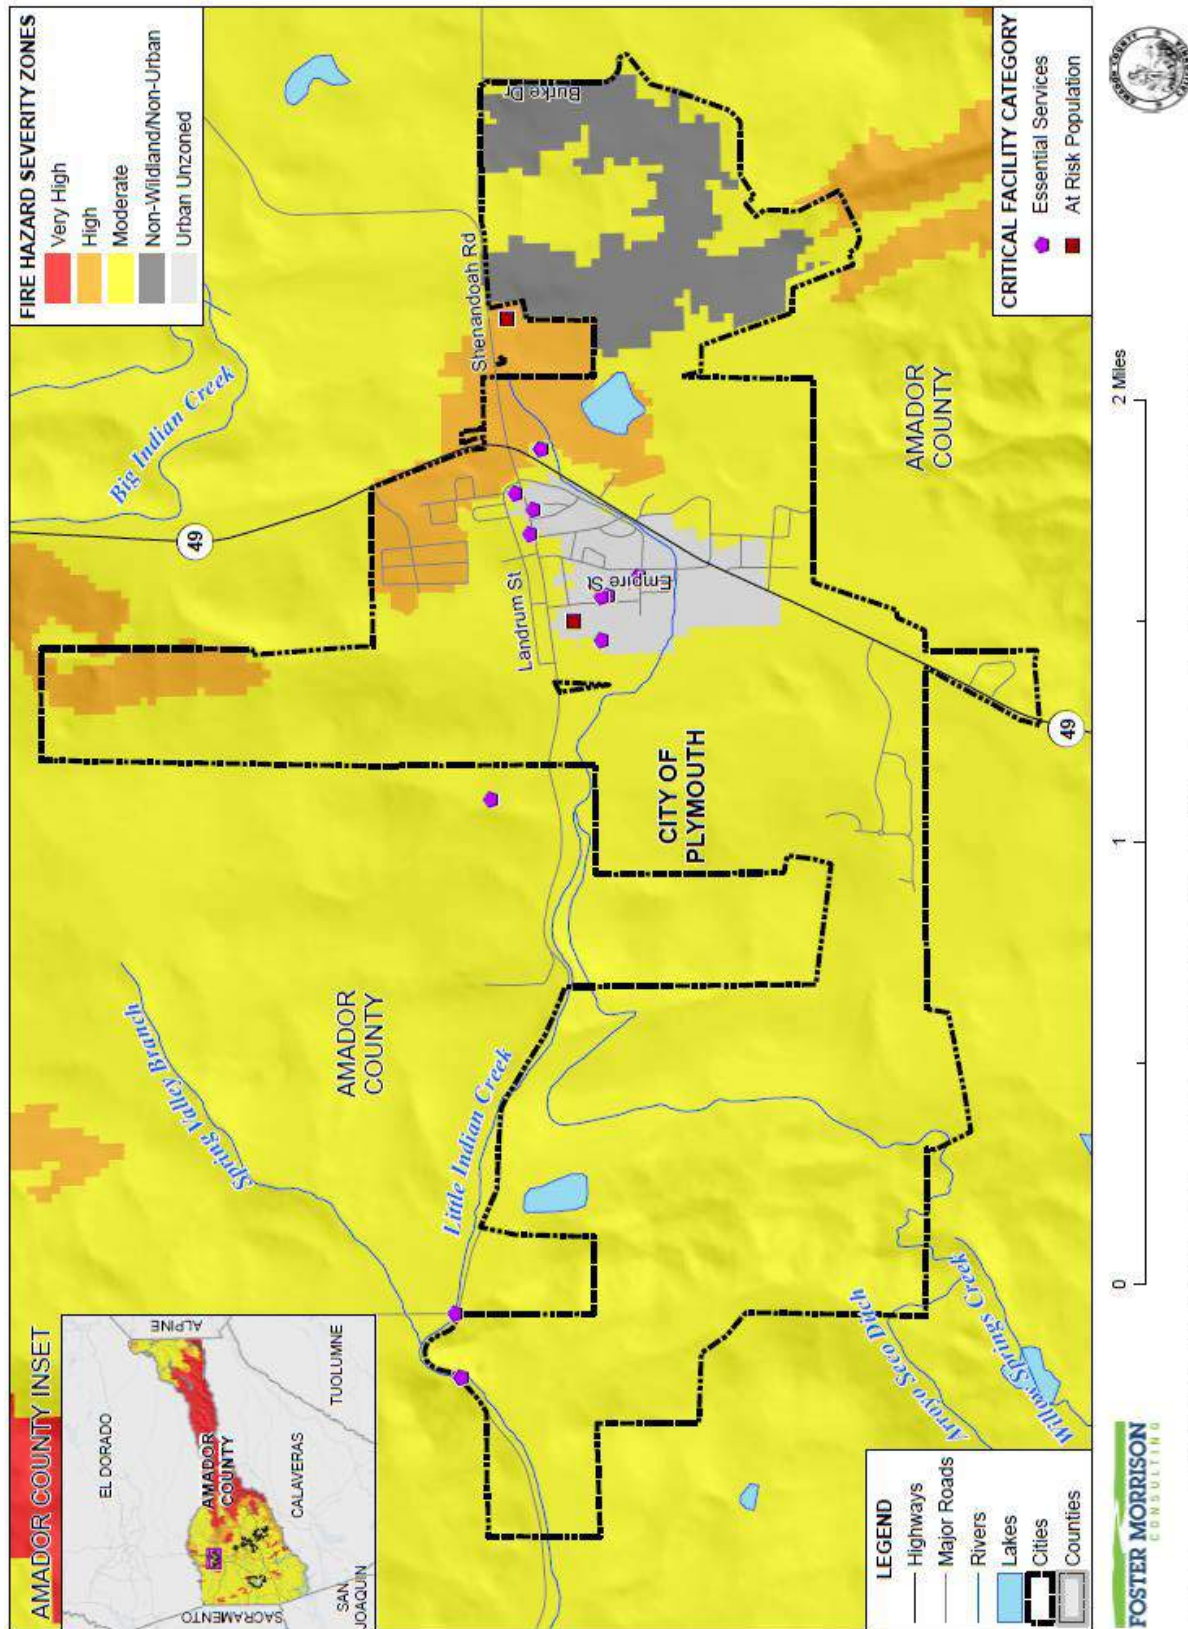 AMADOR COUNTY INSET
EL DORADO
ALPINE
AMADOR
COUNTY
CALAVERAS
TUOLUMNE
SACRAMENTO
SAN
JOAQUIN
FIRE HAZARD SEVERITY ZONES
Very High
High
Moderate
Non-Wildland/Non-Urban
Urban Unzoned
Spring Valley Branch
Big Indian Creek
49
AMADOR
COUNTY
Little Indian Creek
Landrum St
Shenandoah Rd
Burke Dr
Empire St
CITY OF
PLYMOUTH
AMADOR
COUNTY
49
Arroyo Seco Ditch
Willow Springs Creek
LEGEND
Highways
Major Roads
Rivers
Lakes
Cities
Counties
CRITICAL FACILITY CATEGORY
Essential Services
At Risk Population
0
1
2 Miles
FOSTER MORRISON
CONSULTING
AMADOR COUNTY